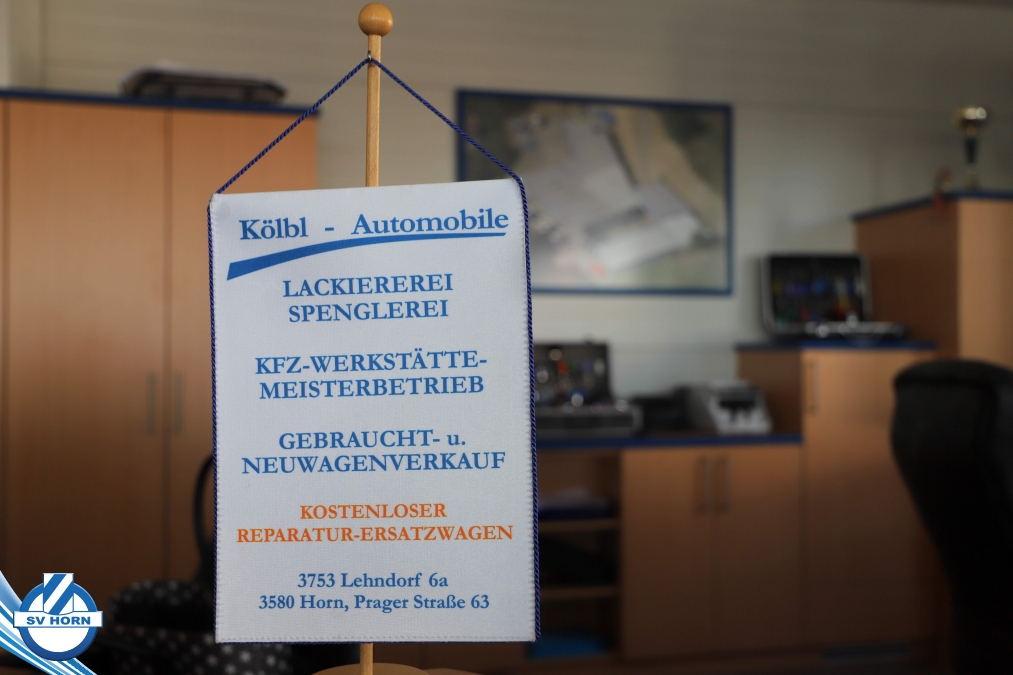 Kölbl - Automobile
LACKIEREREI
SPENGLEREI
KFZ-WERKSTÄTTE-
MEISTERBETRIEB
GEBRAUCHT- u.
NEUWAGENVERKAUF
KOSTENLOSER
REPARATUR-ERSATZWAGEN
3753 Lehndorf 6a
3580 Horn, Prager Straße 63
SV HORN